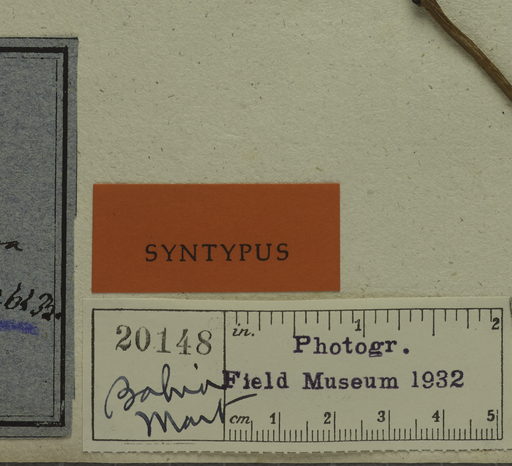 SYNTYPUS
20148
in. 1 2
Photogr.
Field Museum 1932
Bahia
Mart
cm 1 2 3 4 5